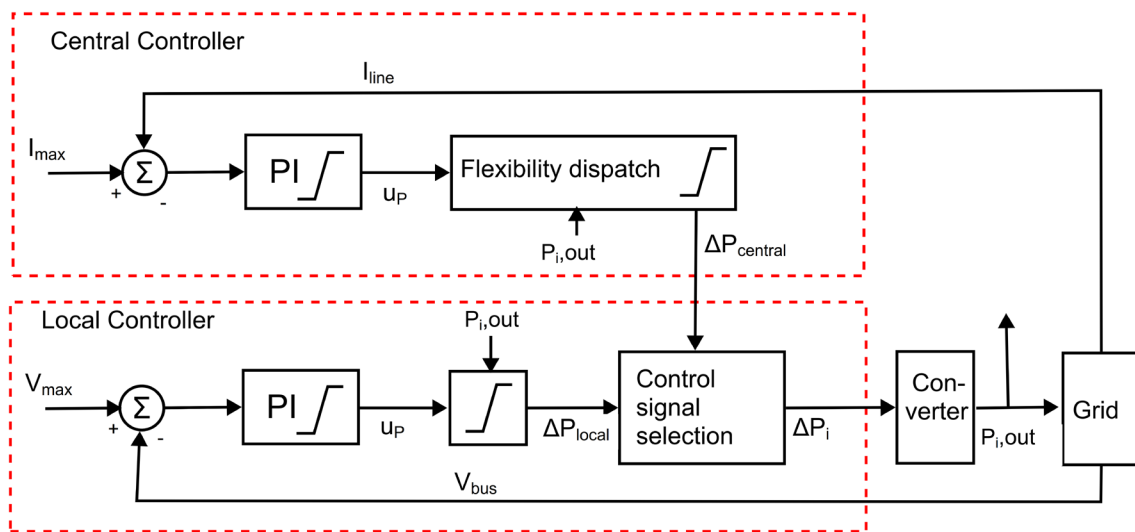 Central Controller
I_line
I_max
+
Σ
-
PI
u_P
Flexibility dispatch
P_i,out
ΔP_central
Local Controller
P_i,out
V_max
+
Σ
-
PI
u_P
ΔP_local
Control
signal
selection
ΔP_i
Con-
verter
P_i,out
Grid
V_bus